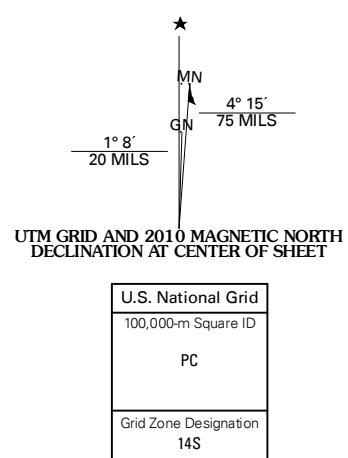 ★
MN
4° 15´
75 MILS
GN
1° 8´
20 MILS
UTM GRID AND 2010 MAGNETIC NORTH
DECLINATION AT CENTER OF SHEET
U.S. National Grid
100,000-m Square ID
PC
Grid Zone Designation
14S